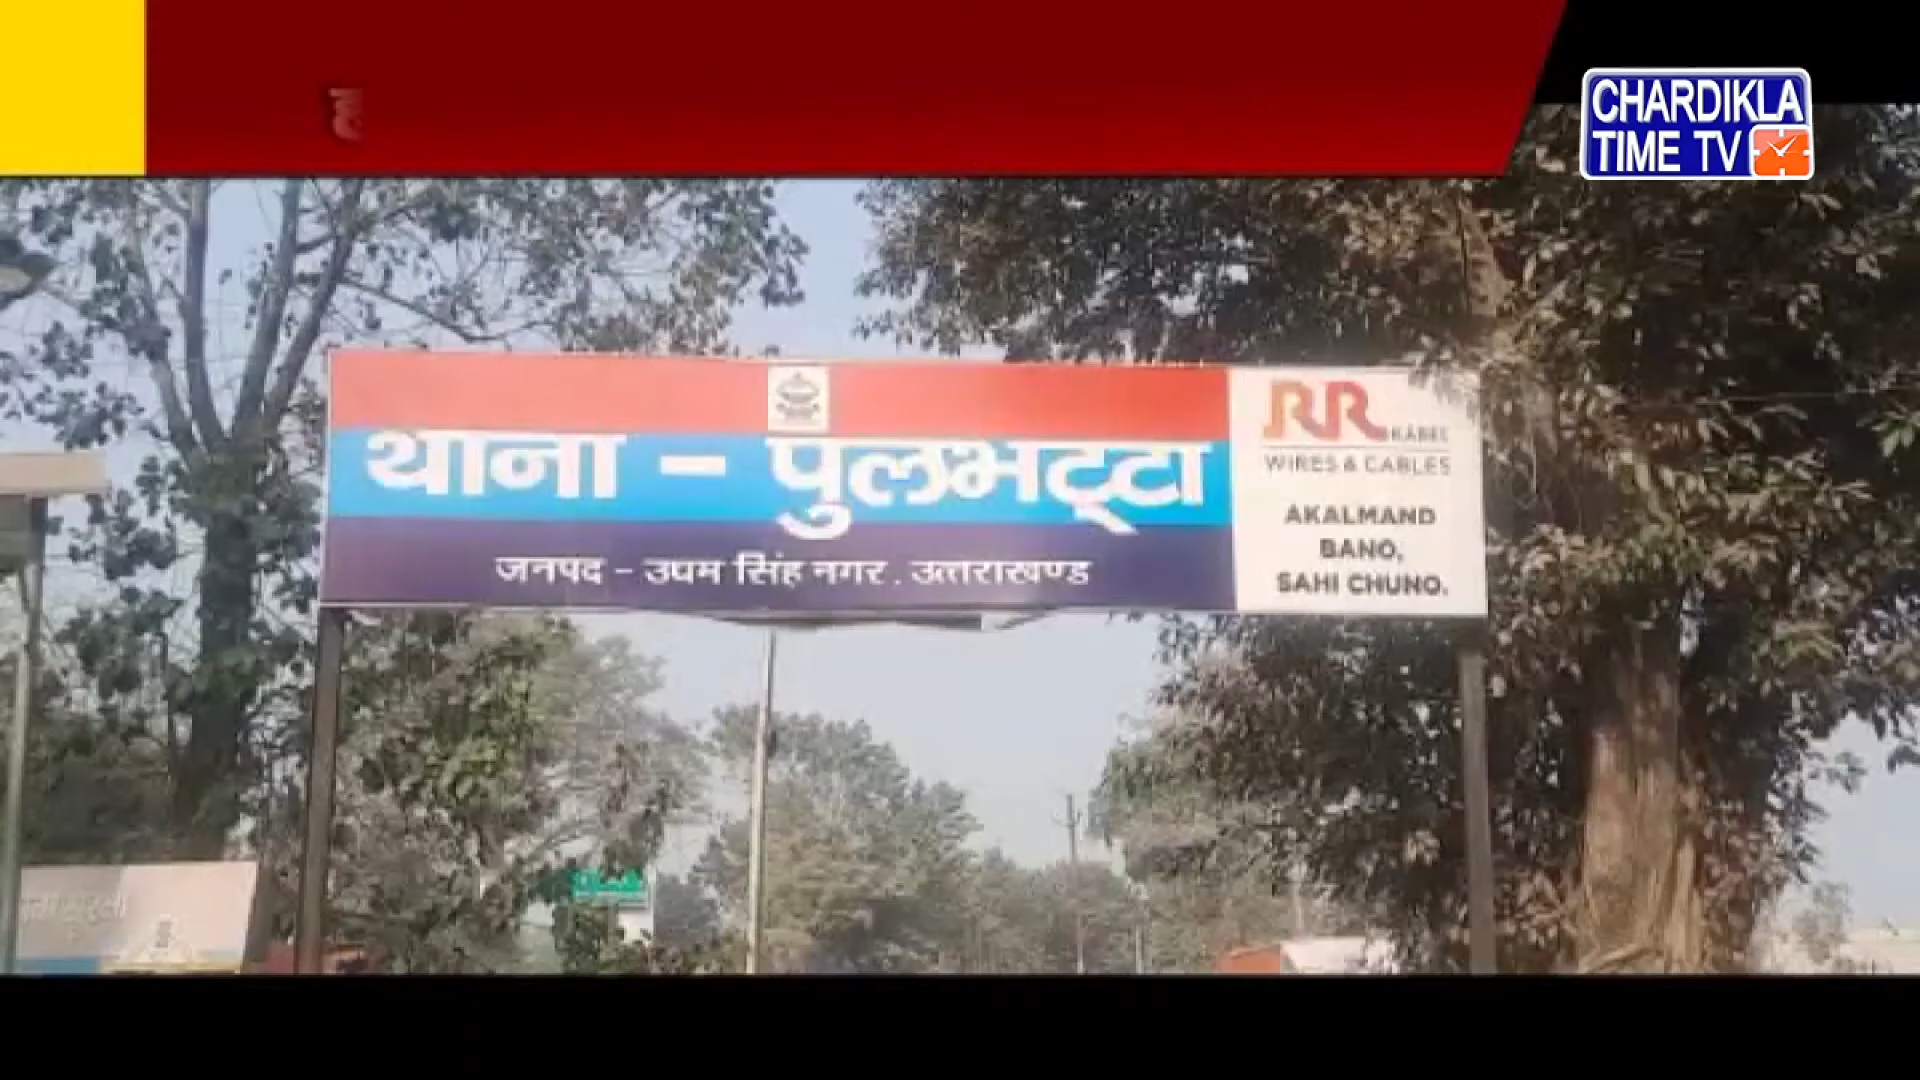 CHARDIKLA
TIME TV
थाना - पुलभट्टा
जनपद - उधम सिंह नगर . उत्तराखण्ड
RR KABEL
WIRES & CABLES
AKALMAND
BANO,
SAHI CHUNO.